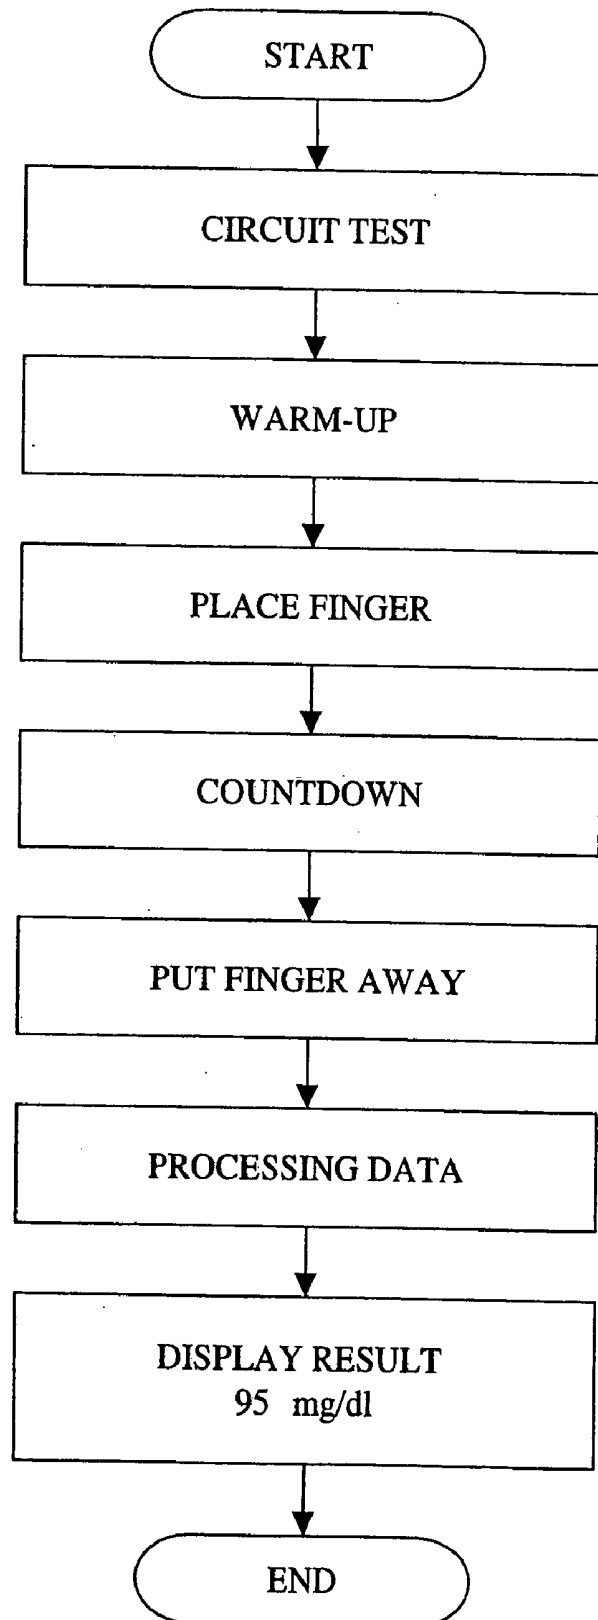 START
CIRCUIT TEST
WARM-UP
PLACE FINGER
COUNTDOWN
PUT FINGER AWAY
PROCESSING DATA
DISPLAY RESULT
95 mg/dl
END